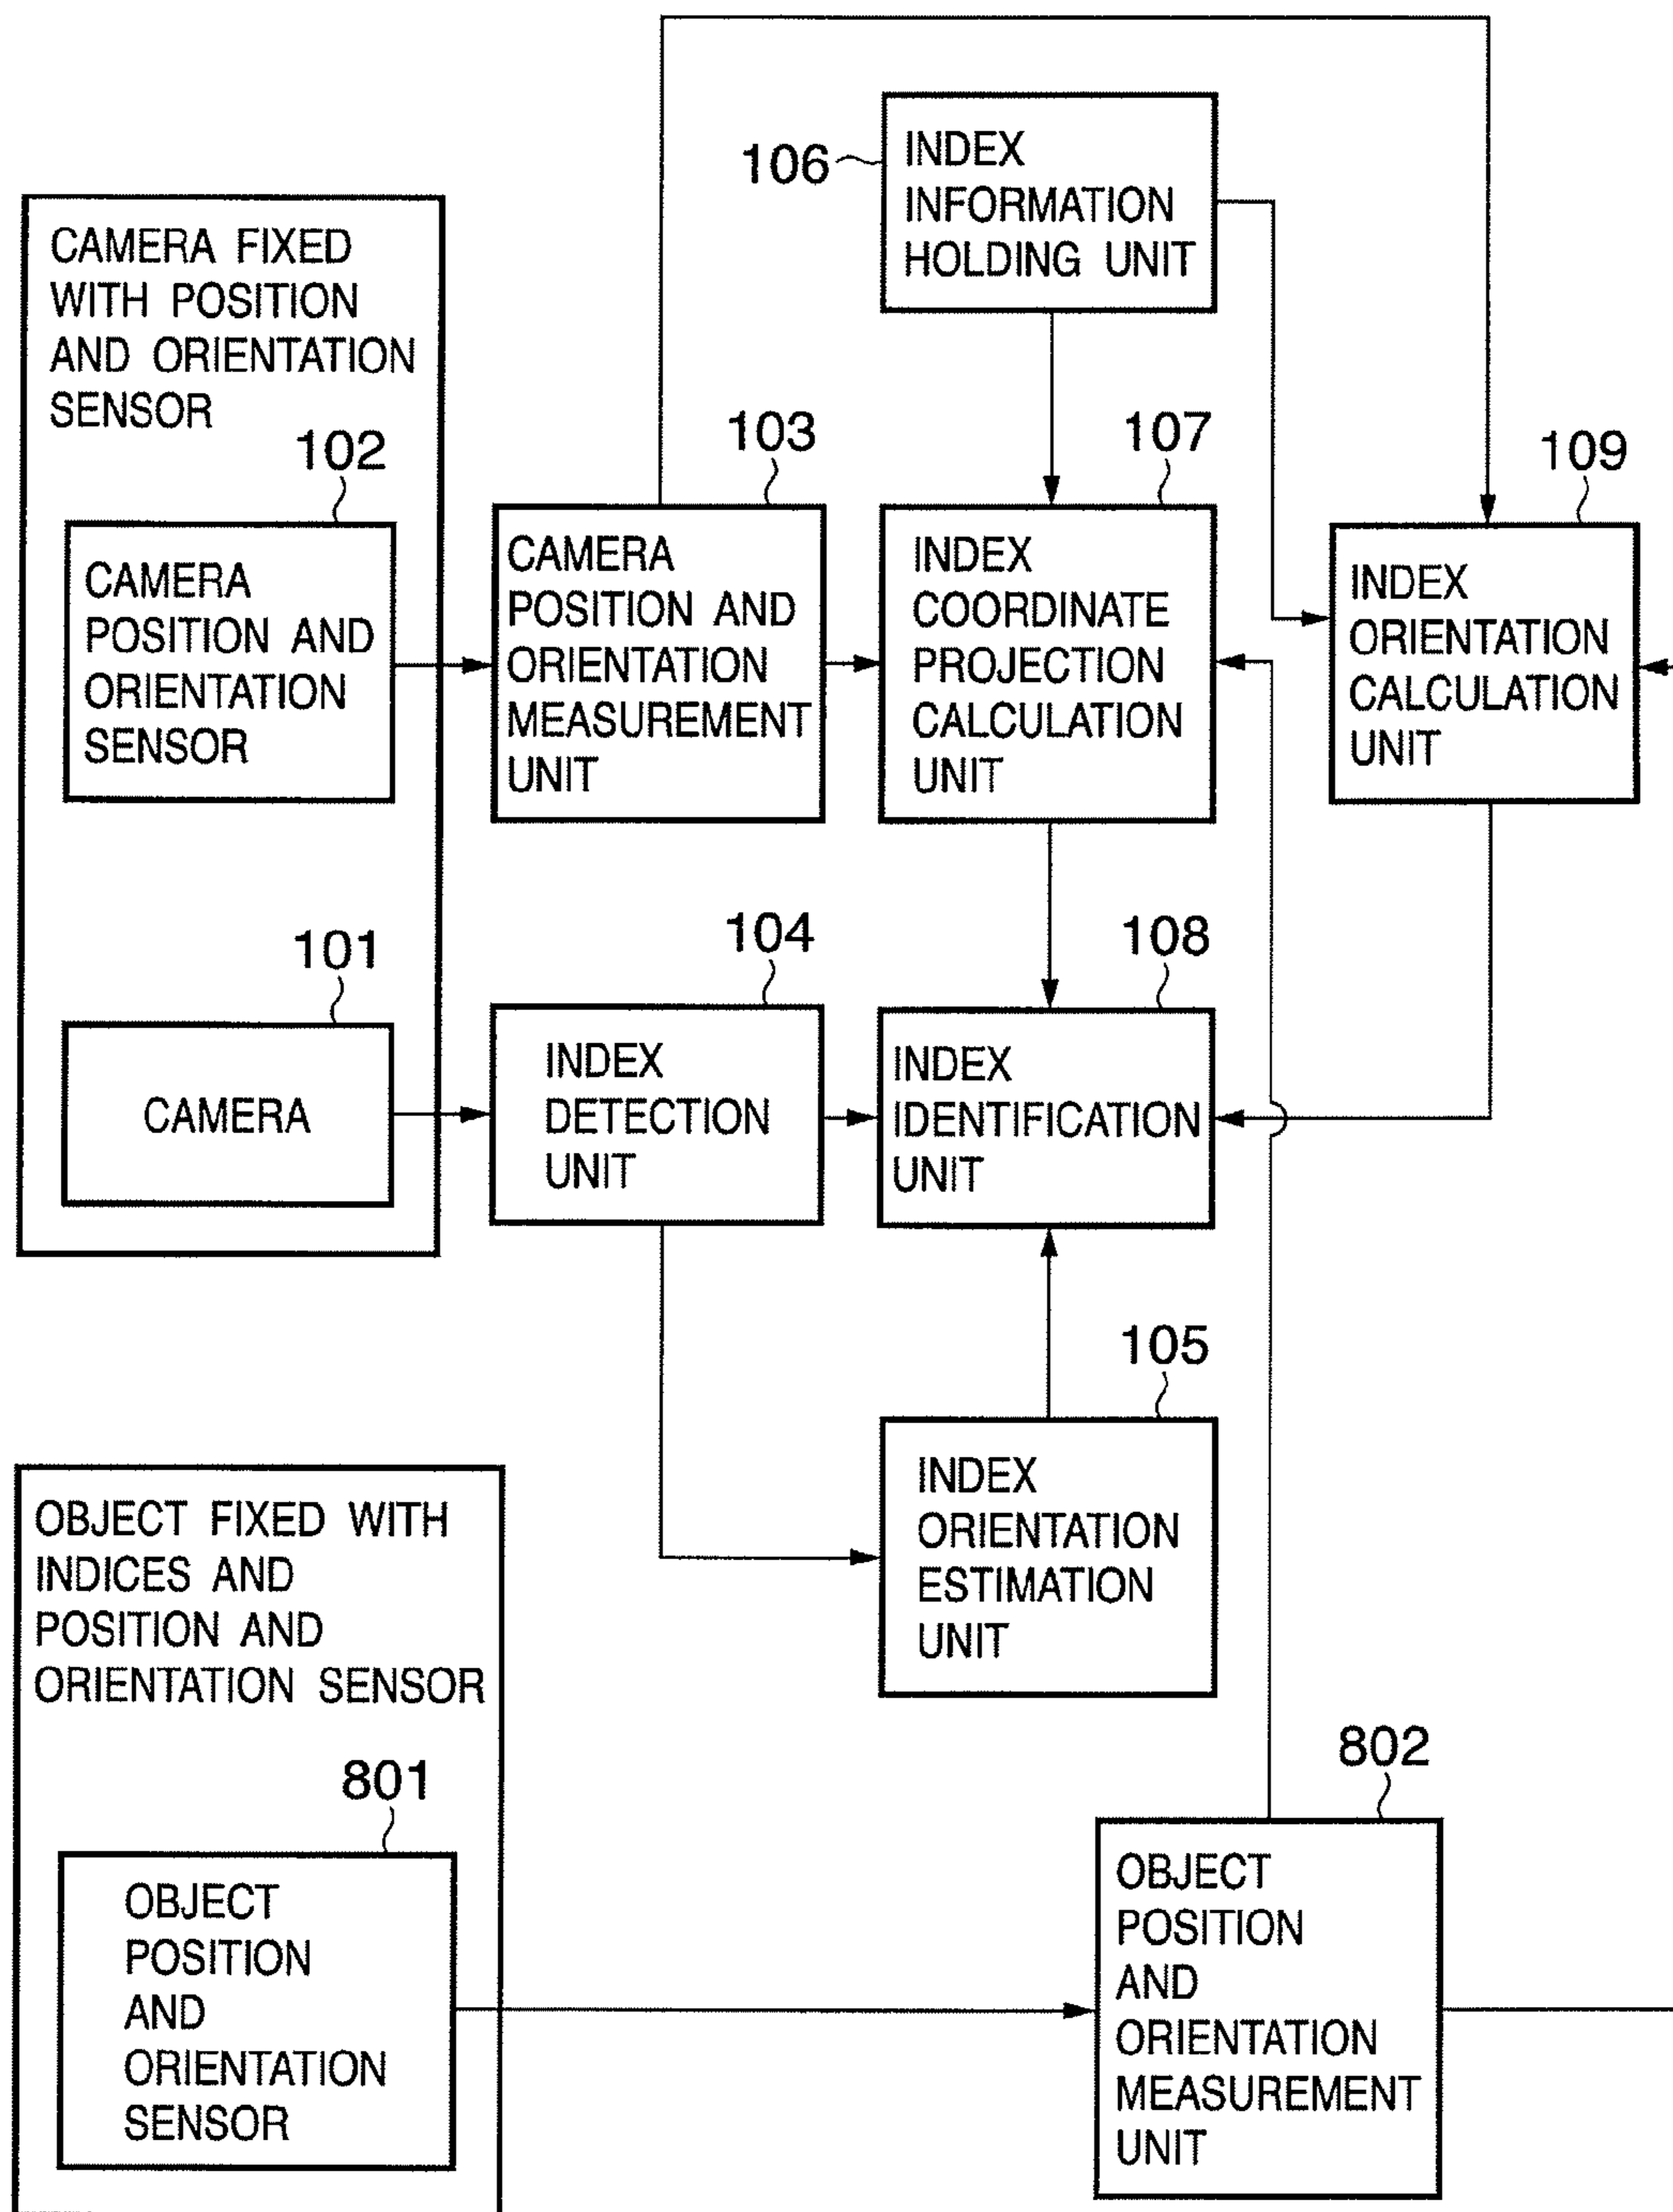 106
INDEX
INFORMATION
HOLDING UNIT
CAMERA FIXED
WITH POSITION
AND ORIENTATION
SENSOR
102
CAMERA
POSITION AND
ORIENTATION
SENSOR
103
CAMERA
POSITION AND
ORIENTATION
MEASUREMENT
UNIT
107
INDEX
COORDINATE
PROJECTION
CALCULATION
UNIT
109
INDEX
ORIENTATION
CALCULATION
UNIT
101
CAMERA
104
INDEX
DETECTION
UNIT
108
INDEX
IDENTIFICATION
UNIT
105
INDEX
ORIENTATION
ESTIMATION
UNIT
OBJECT FIXED WITH
INDICES AND
POSITION AND
ORIENTATION SENSOR
801
OBJECT
POSITION
AND
ORIENTATION
SENSOR
802
OBJECT
POSITION
AND
ORIENTATION
MEASUREMENT
UNIT